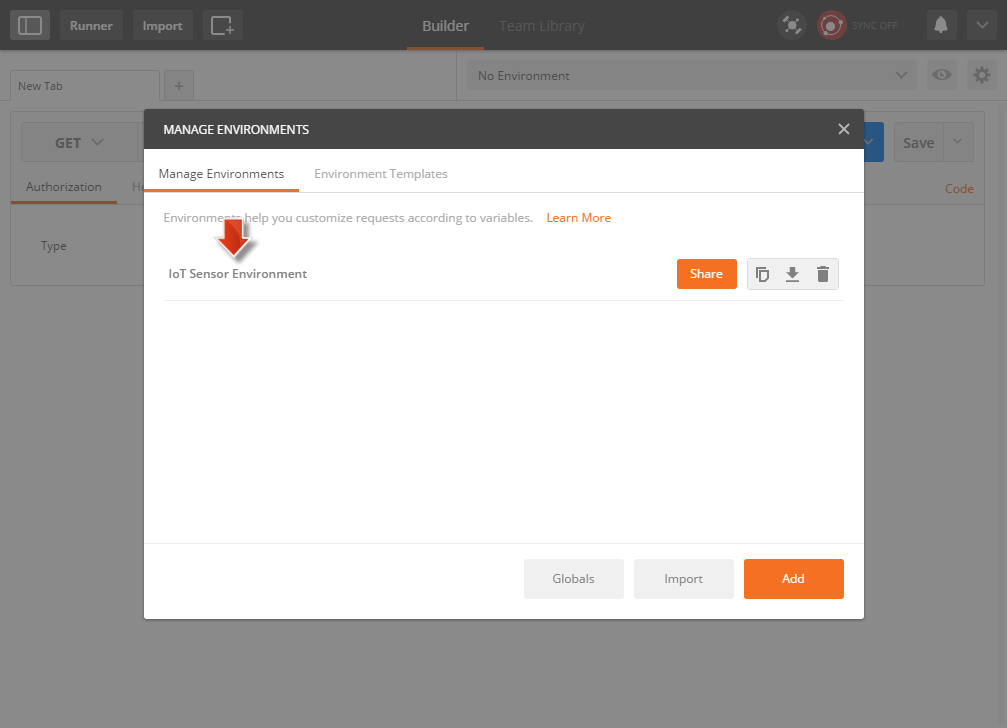 Runner
Import
Builder
Team Library
SYNC OFF
New Tab
+
No Environment
GET
Save
Authorization
Code
Type
MANAGE ENVIRONMENTS
Manage Environments
Environment Templates
Environments help you customize requests according to variables. Learn More
IoT Sensor Environment
Share
Globals
Import
Add